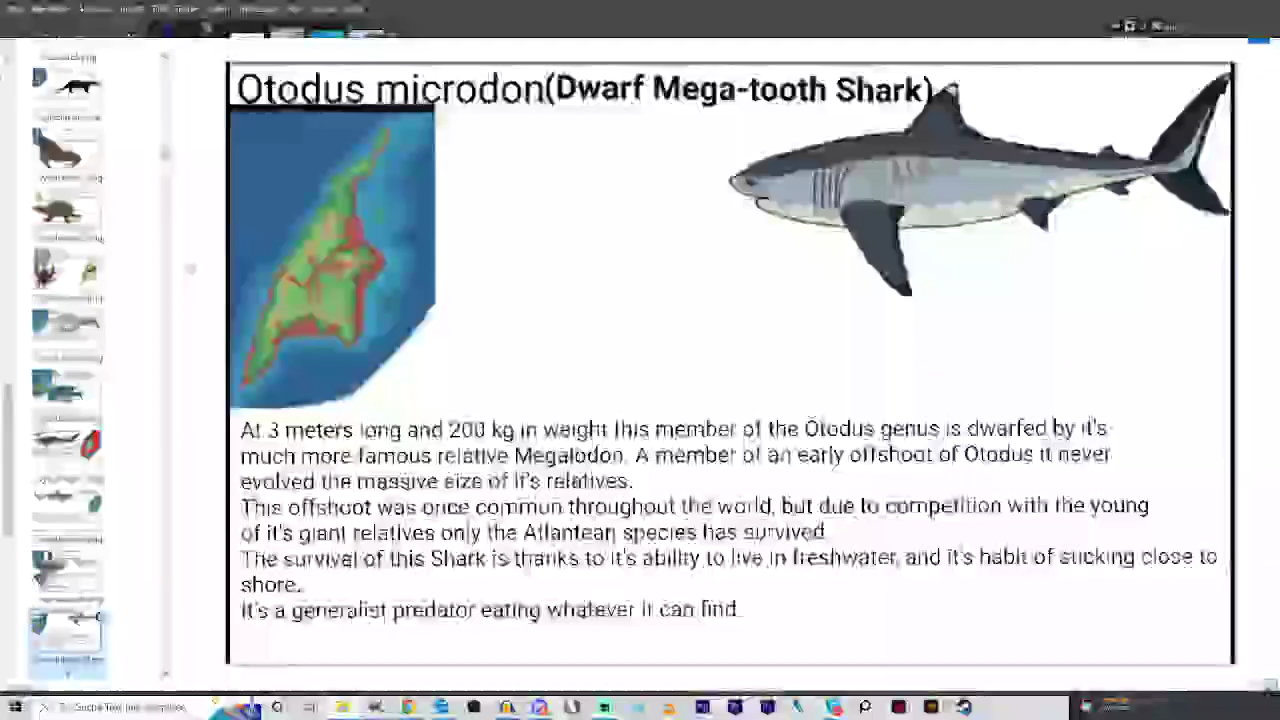 Otodus microdon(Dwarf Mega-tooth Shark)
At 3 meters long and 200 kg in weight this member of the Otodus genus is dwarfed by it's
much more famous relative Megalodon. A member of an early offshoot of Otodus it never
evolved the massive size of it's relatives.
This offshoot was once common throughout the world, but due to competition with the young
of it's giant relatives only the Atlantean species has survived
The survival of this Shark is thanks to it's ability to live in freshwater, and it's habit of sticking close to
shore.
It's a generalist predator eating whatever it can find.